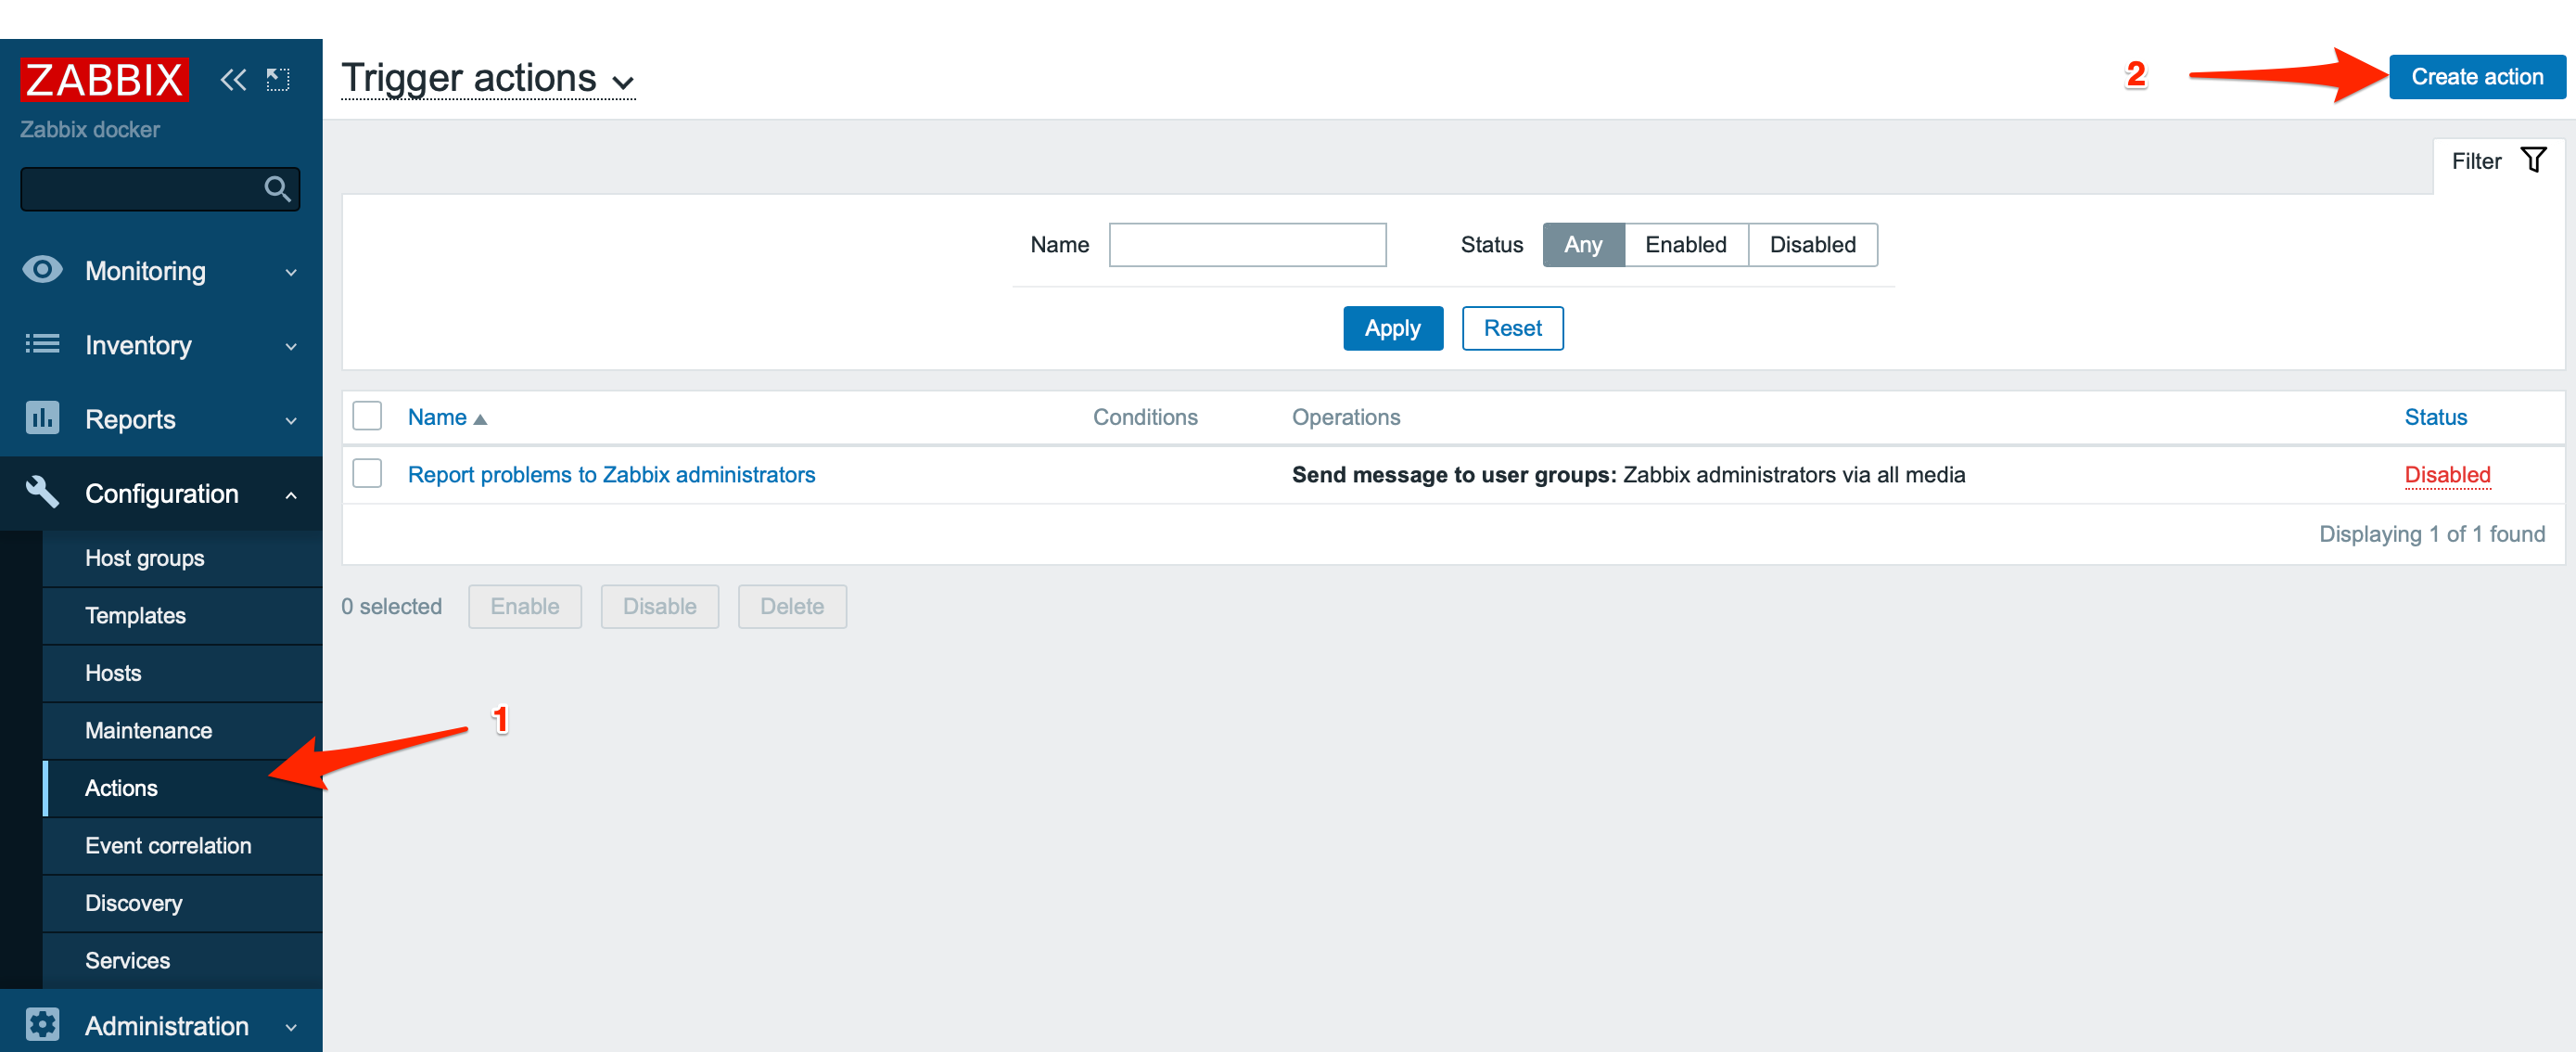 ZABBIX
Zabbix docker
Monitoring
Inventory
Reports
Configuration
Host groups
Templates
Hosts
Maintenance
Actions
Event correlation
Discovery
Services
Administration
1
Trigger actions
2
Create action
Filter
Name
Status Any Enabled Disabled
Apply Reset
Name Conditions Operations Status
Report problems to Zabbix administrators Send message to user groups: Zabbix administrators via all media Disabled
Displaying 1 of 1 found
0 selected Enable Disable Delete